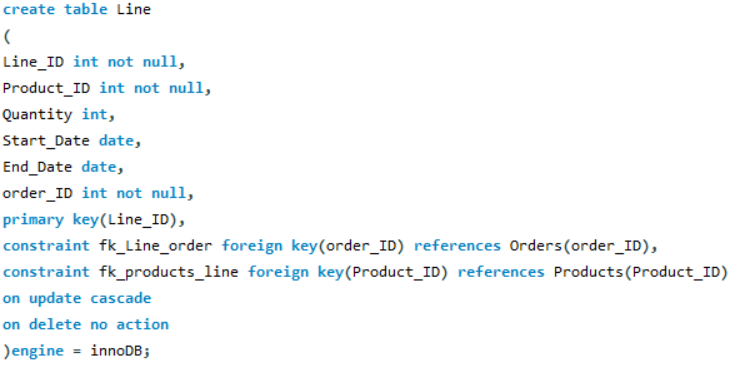 create table Line
(
Line_ID int not null,
Product_ID int not null,
Quantity int,
Start_Date date,
End_Date date,
order_ID int not null,
primary key(Line_ID),
constraint fk_Line_order foreign key(order_ID) references Orders(order_ID),
constraint fk_products_line foreign key(Product_ID) references Products(Product_ID)
on update cascade
on delete no action
)engine = innoDB;